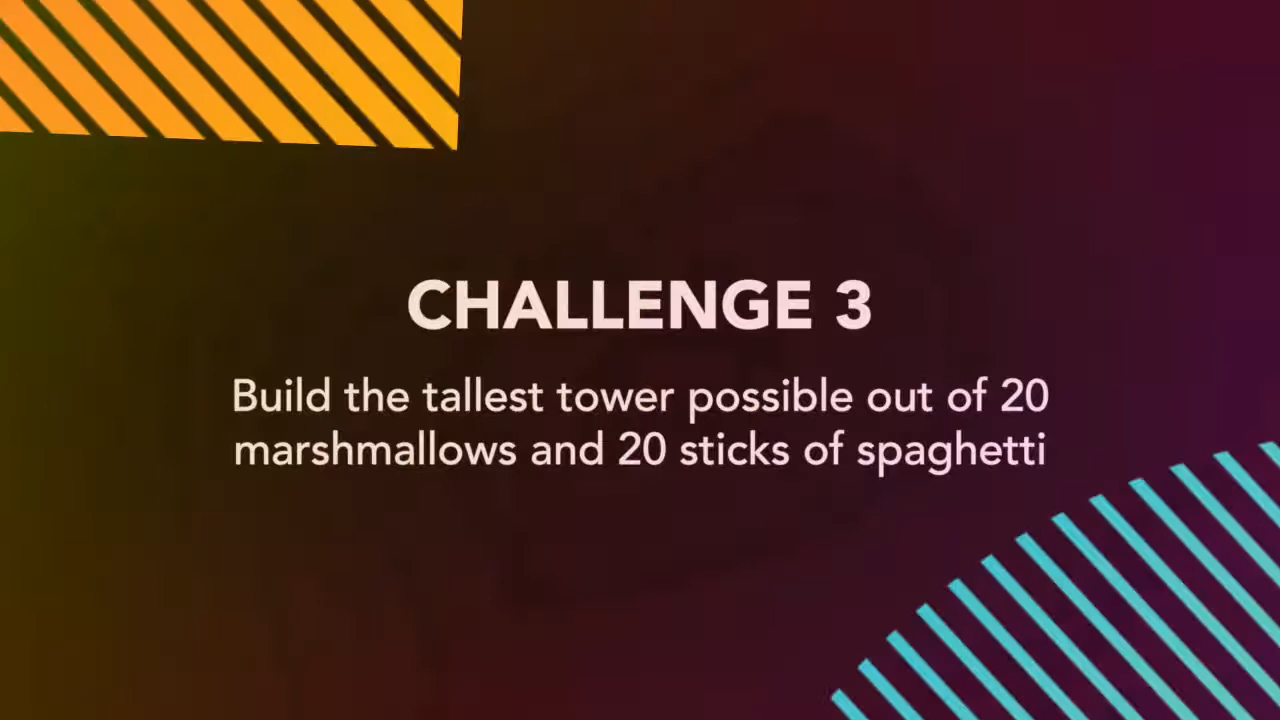 CHALLENGE 3
Build the tallest tower possible out of 20
marshmallows and 20 sticks of spaghetti